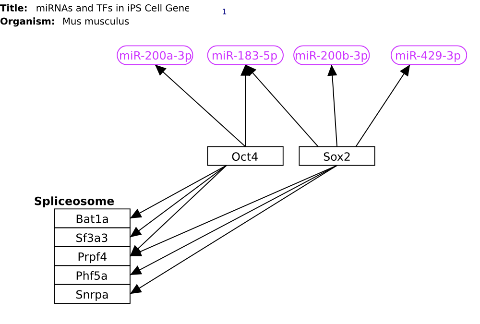 Title: miRNAs and TFs in iPS Cell Gene
1
Organism: Mus musculus
miR-200a-3p miR-183-5p miR-200b-3p miR-429-3p
Oct4 Sox2
Spliceosome
Bat1a
Sf3a3
Prpf4
Phf5a
Snrpa